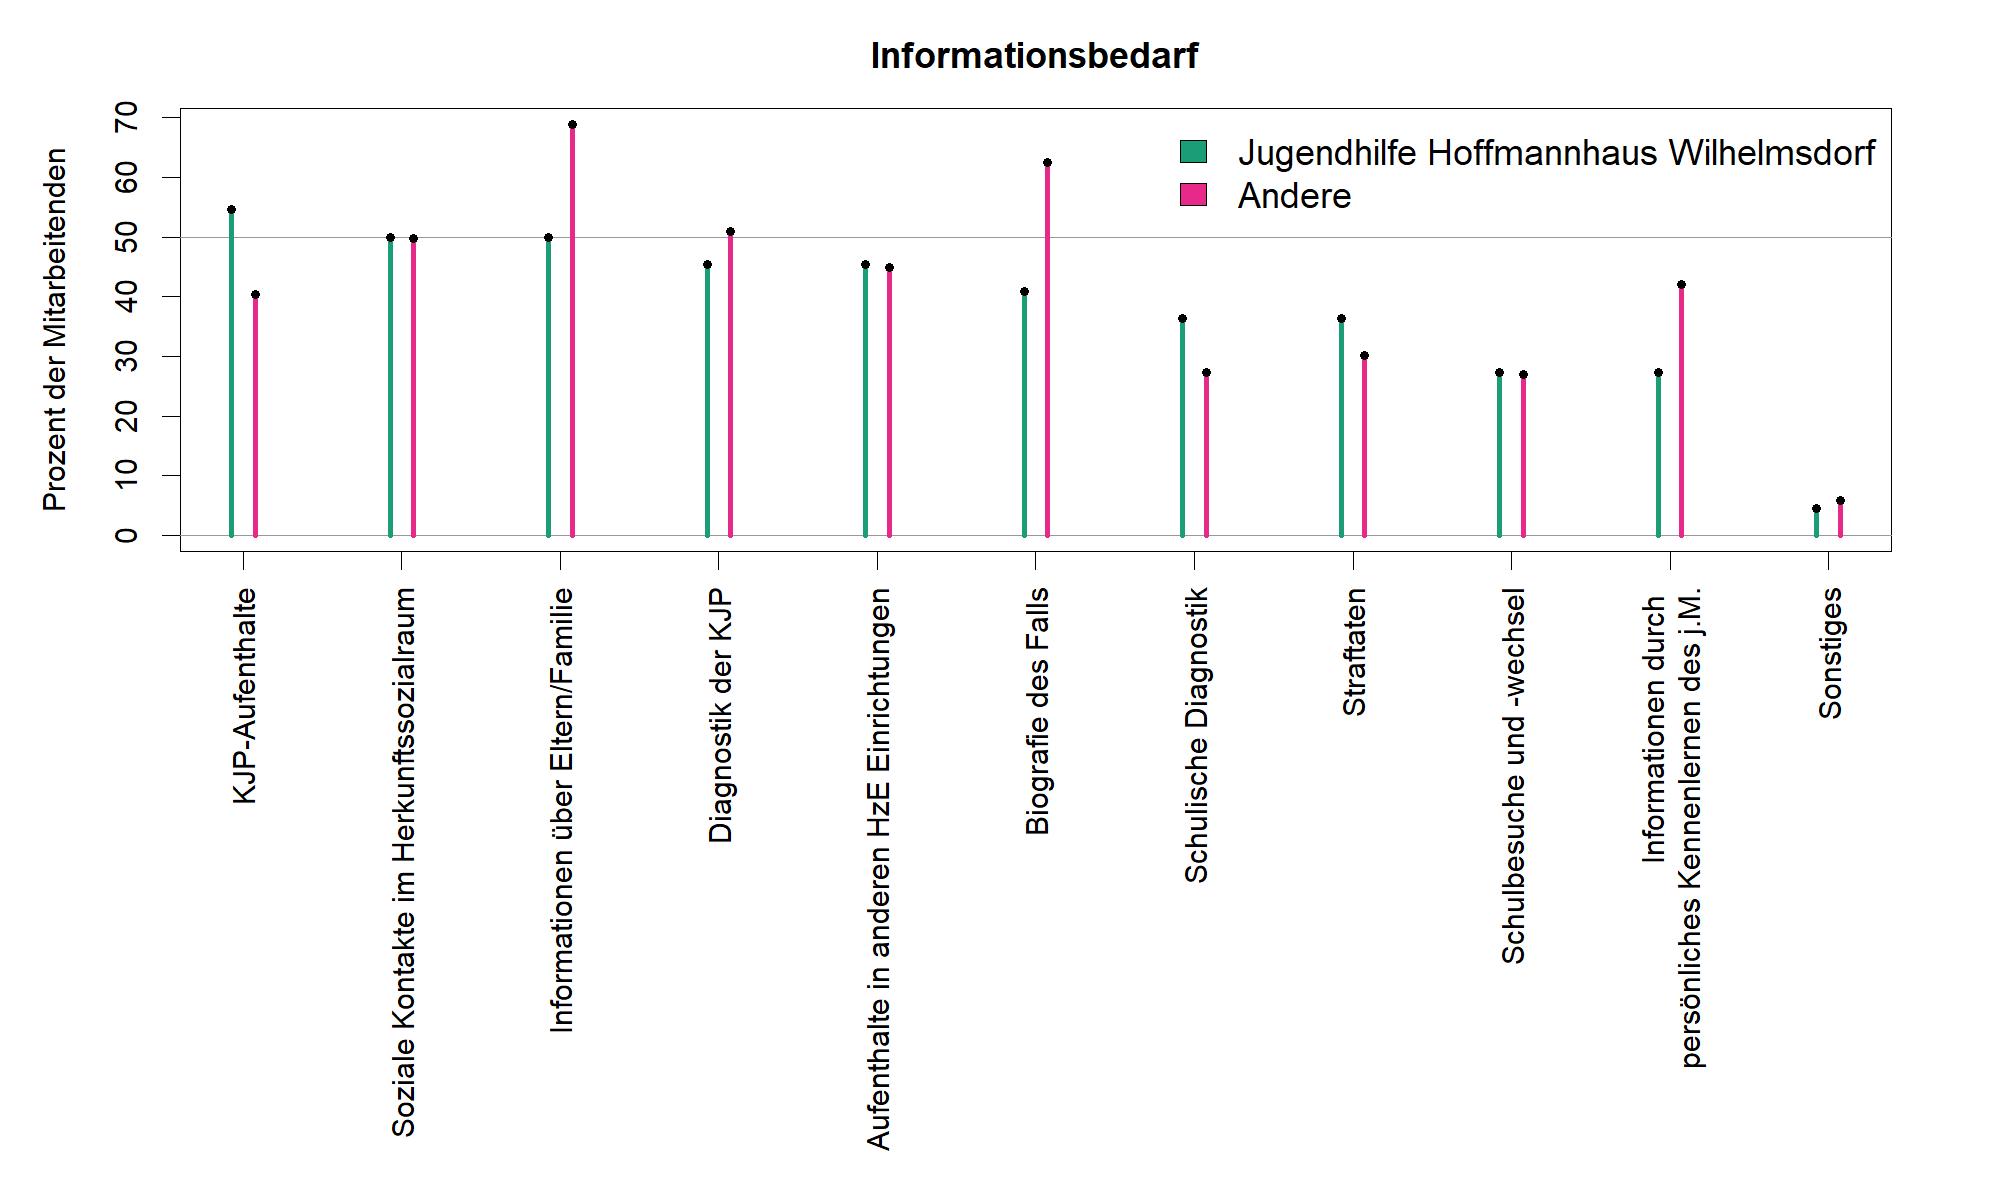 Informationsbedarf
Prozent der Mitarbeitenden
70
60
50
40
30
20
10
0
Jugendhilfe Hoffmannhaus Wilhelmsdorf
Andere
KJP-Aufenthalte
Soziale Kontakte im Herkunftssozialraum
Informationen über Eltern/Familie
Diagnostik der KJP
Aufenthalte in anderen HzE Einrichtungen
Biografie des Falls
Schulische Diagnostik
Straftaten
Schulbesuche und -wechsel
Informationen durch
persönliches Kennenlernen des j.M.
Sonstiges